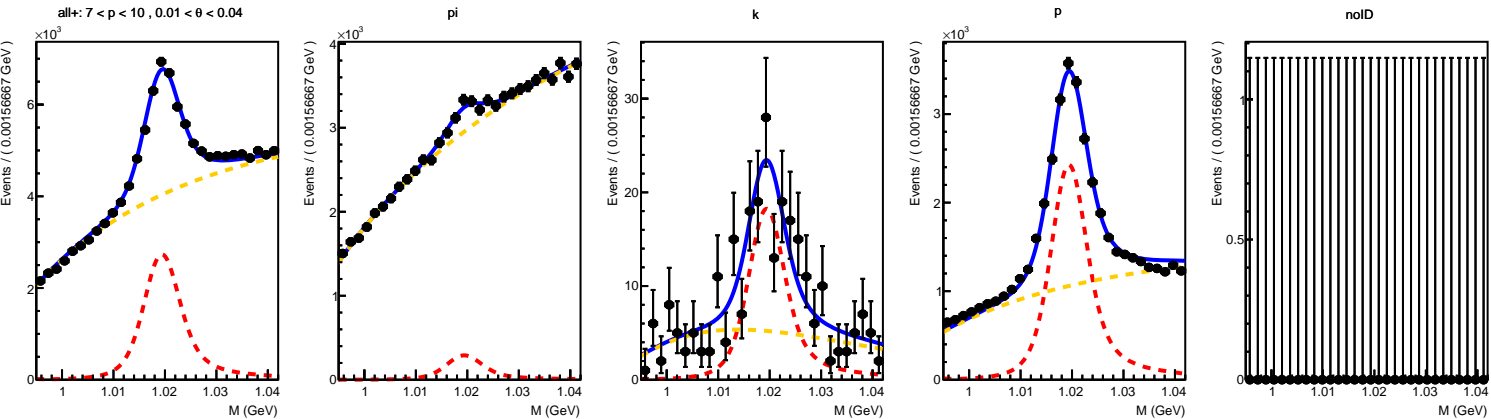 all+: 7 < p < 10 , 0.01 < θ < 0.04
×10³
Events / ( 0.00156667 GeV )
6
4
2
0
1 1.01 1.02 1.03 1.04
M (GeV)
pi
×10³
Events / ( 0.00156667 GeV )
4
3
2
1
0
1 1.01 1.02 1.03 1.04
M (GeV)
k
Events / ( 0.00156667 GeV )
30
20
10
0
1 1.01 1.02 1.03 1.04
M (GeV)
p
×10³
Events / ( 0.00156667 GeV )
3
2
1
0
1 1.01 1.02 1.03 1.04
M (GeV)
noID
Events / ( 0.00156667 GeV )
1
0.5
0
1 1.01 1.02 1.03 1.04
M (GeV)